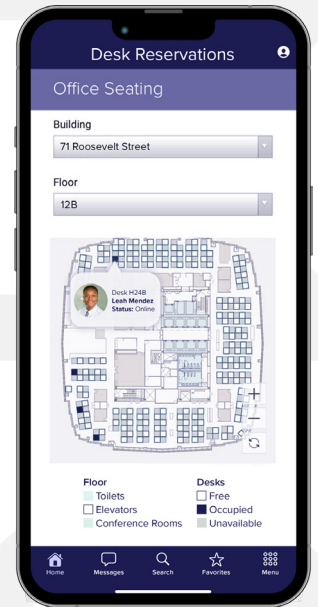 Desk Reservations
Office Seating
Building
71 Roosevelt Street
Floor
12B
Desk H24B
Leah Mendez
Status: Online
Floor
Toilets
Elevators
Conference Rooms
Desks
Free
Occupied
Unavailable
Home Messages Search Favorites Menu